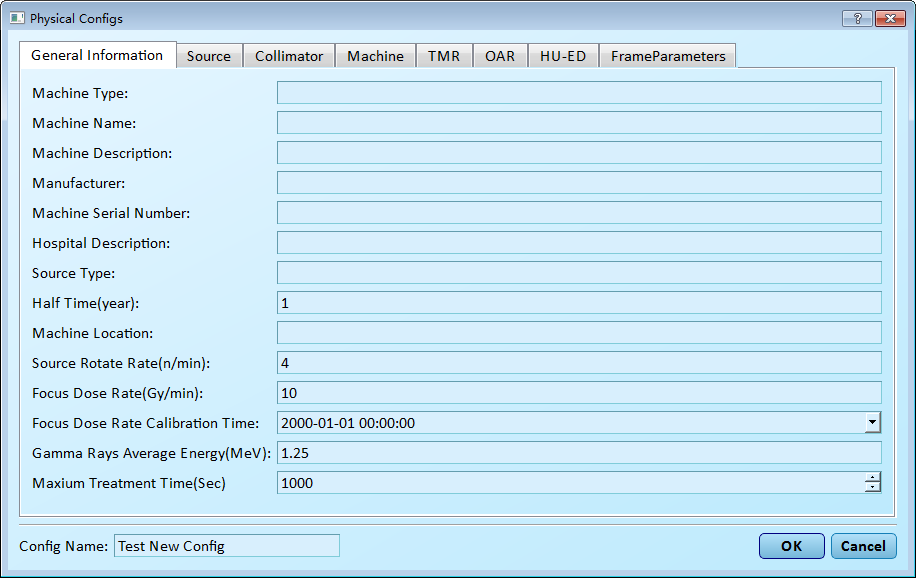 Physical Configs
?
General Information Source Collimator Machine TMR OAR HU-ED FrameParameters
Machine Type:
Machine Name:
Machine Description:
Manufacturer:
Machine Serial Number:
Hospital Description:
Source Type:
Half Time(year): 1
Machine Location:
Source Rotate Rate(n/min): 4
Focus Dose Rate(Gy/min): 10
Focus Dose Rate Calibration Time: 2000-01-01 00:00:00
Gamma Rays Average Energy(MeV): 1.25
Maxium Treatment Time(Sec) 1000
Config Name: Test New Config OK Cancel